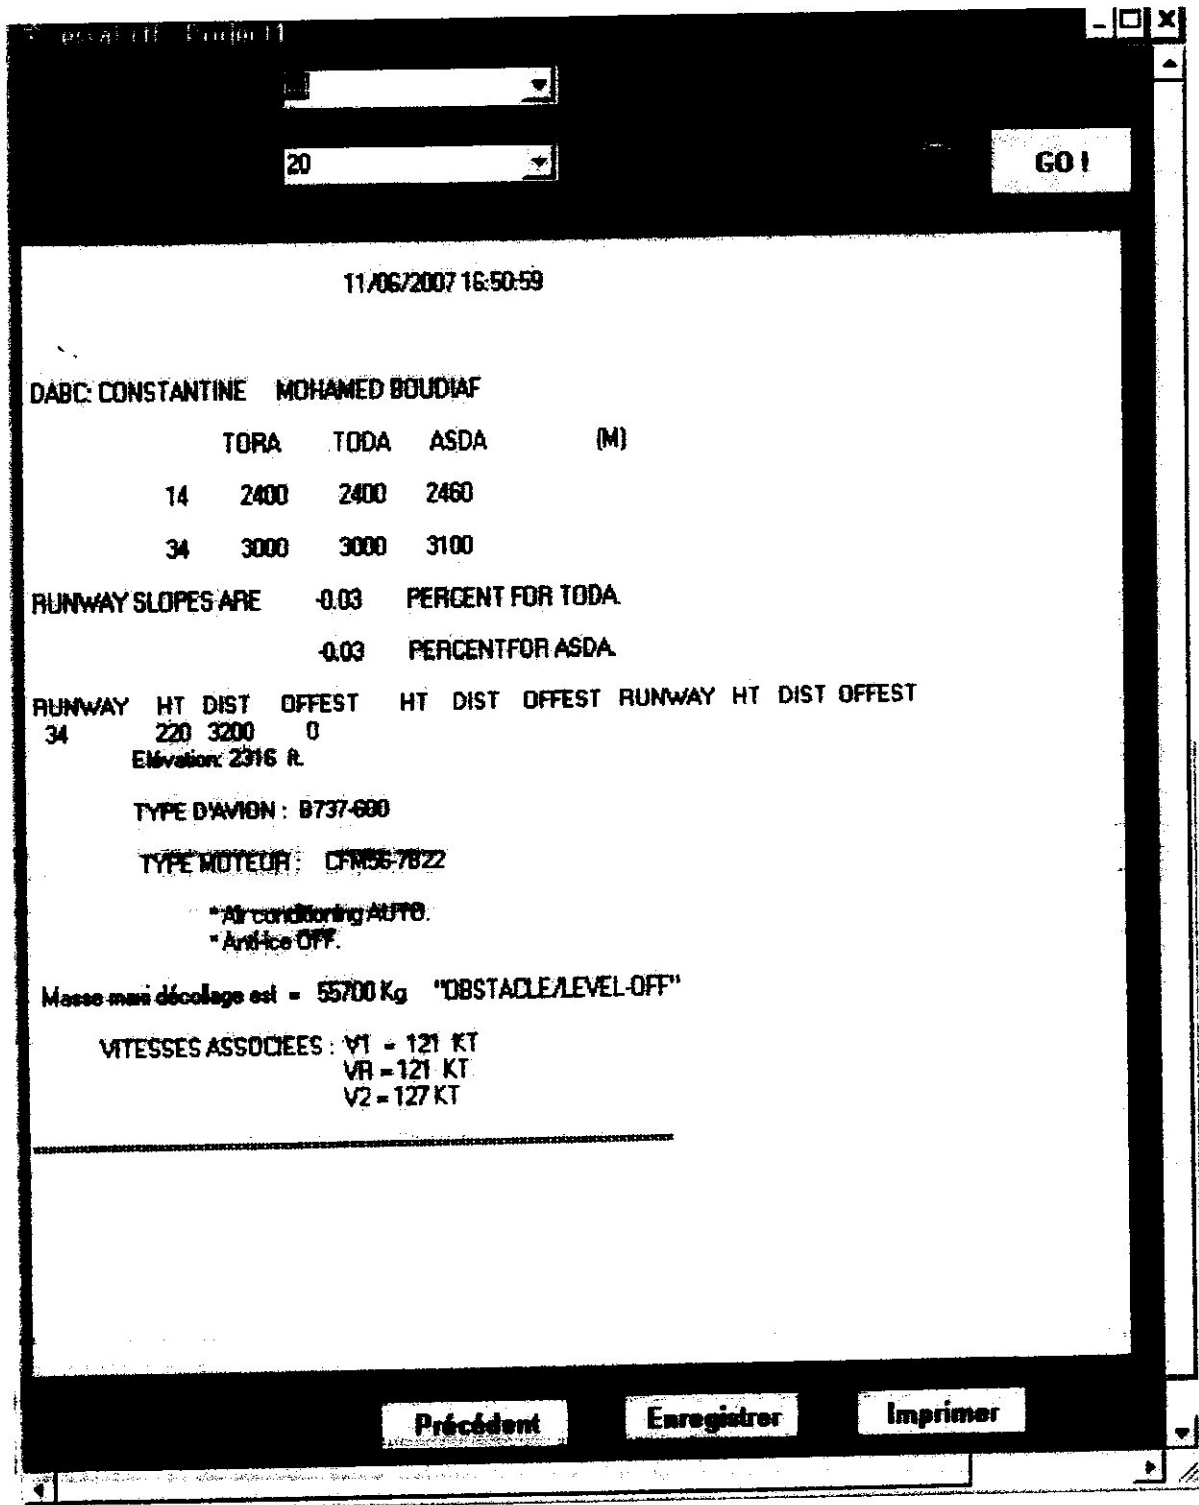 20
GO !
11/06/2007 16:50:59
DABC: CONSTANTINE MOHAMED BOUDIAF
TORA TODA ASDA (M)
14 2400 2400 2460
34 3000 3000 3100
RUNWAY SLOPES ARE -0.03 PERCENT FOR TODA.
-0.03 PERCENTFOR ASDA.
RUNWAY HT DIST OFFEST HT DIST OFFEST RUNWAY HT DIST OFFEST
34 220 3200 0
Elévation: 2316 ft.
TYPE D'AVION : B737-600
TYPE MOTEUR : CFM56-7B22
* Air conditioning AUTO.
* Anti-ice OFF.
Masse maxi décollage est = 55700 Kg "OBSTACLE/LEVEL-OFF"
VITESSES ASSOCIEES : V1 = 121 KT
VR = 121 KT
V2 = 127 KT
Précédent Enregistrer Imprimer